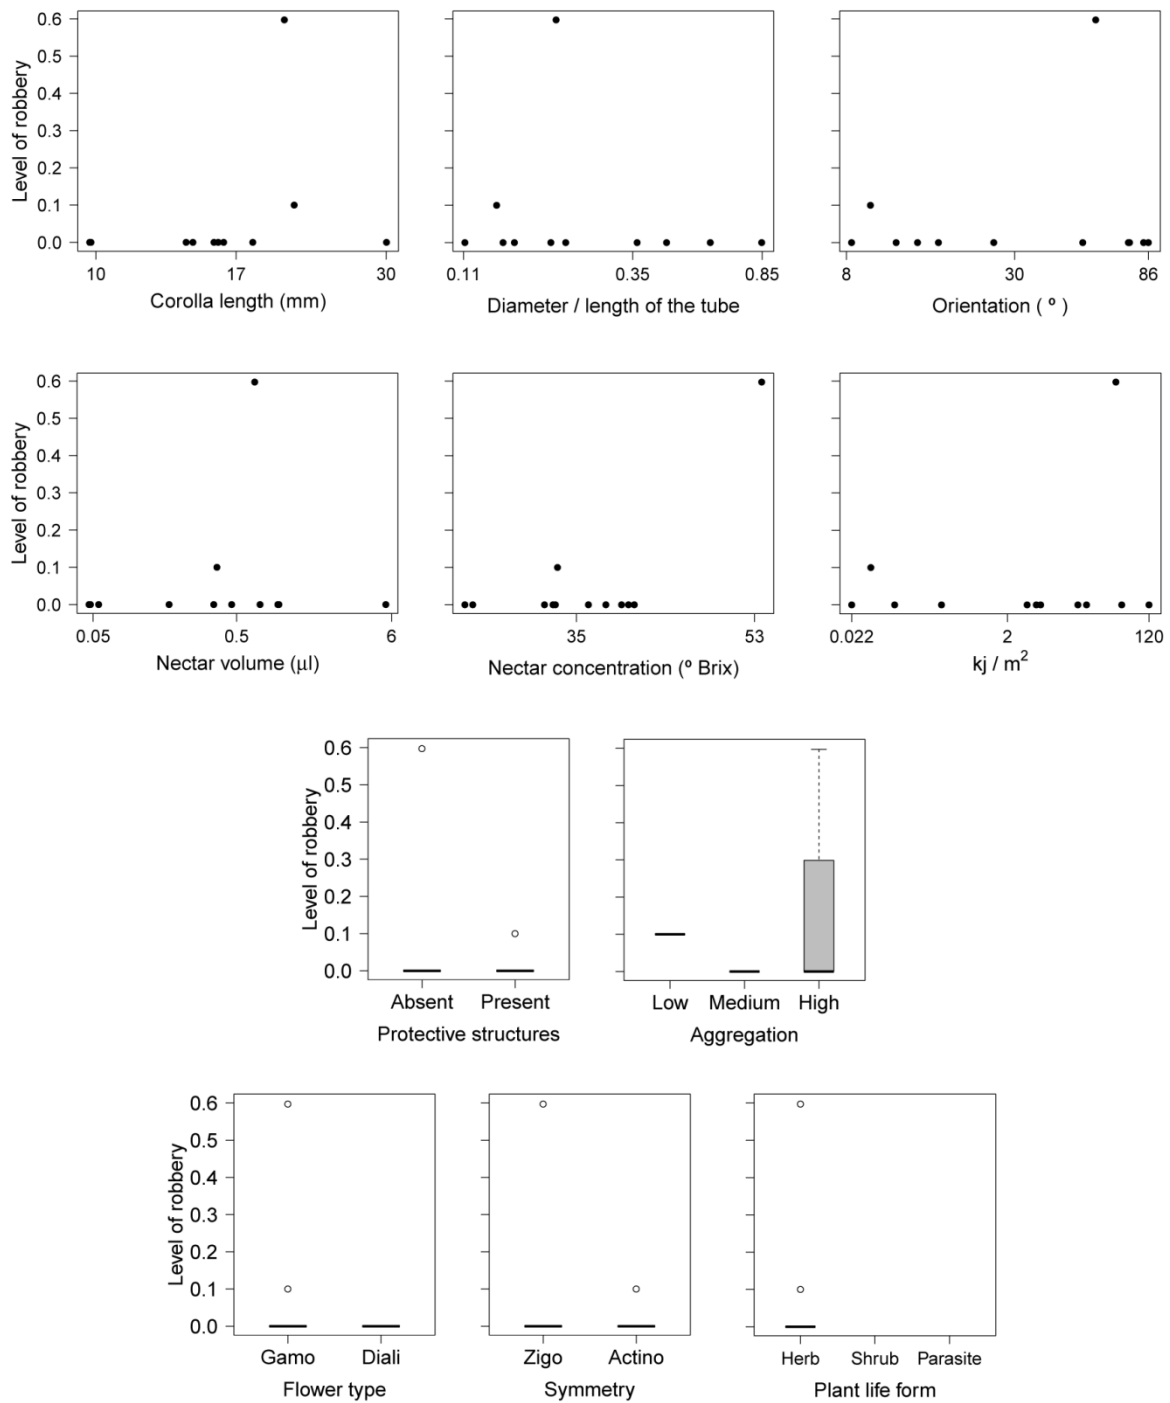 Level of robbery
0.6
0.5
0.4
0.3
0.2
0.1
0.0
10 17 30
Corolla length (mm)
0.11 0.35 0.85
Diameter / length of the tube
8 30 86
Orientation ( º )
Level of robbery
0.6
0.5
0.4
0.3
0.2
0.1
0.0
0.05 0.5 6
Nectar volume (µl)
35 53
Nectar concentration (º Brix)
0.022 2 120
kj / m²
Level of robbery
0.6
0.5
0.4
0.3
0.2
0.1
0.0
Absent Present
Protective structures
Low Medium High
Aggregation
Level of robbery
0.6
0.5
0.4
0.3
0.2
0.1
0.0
Gamo Diali
Flower type
Zigo Actino
Symmetry
Herb Shrub Parasite
Plant life form